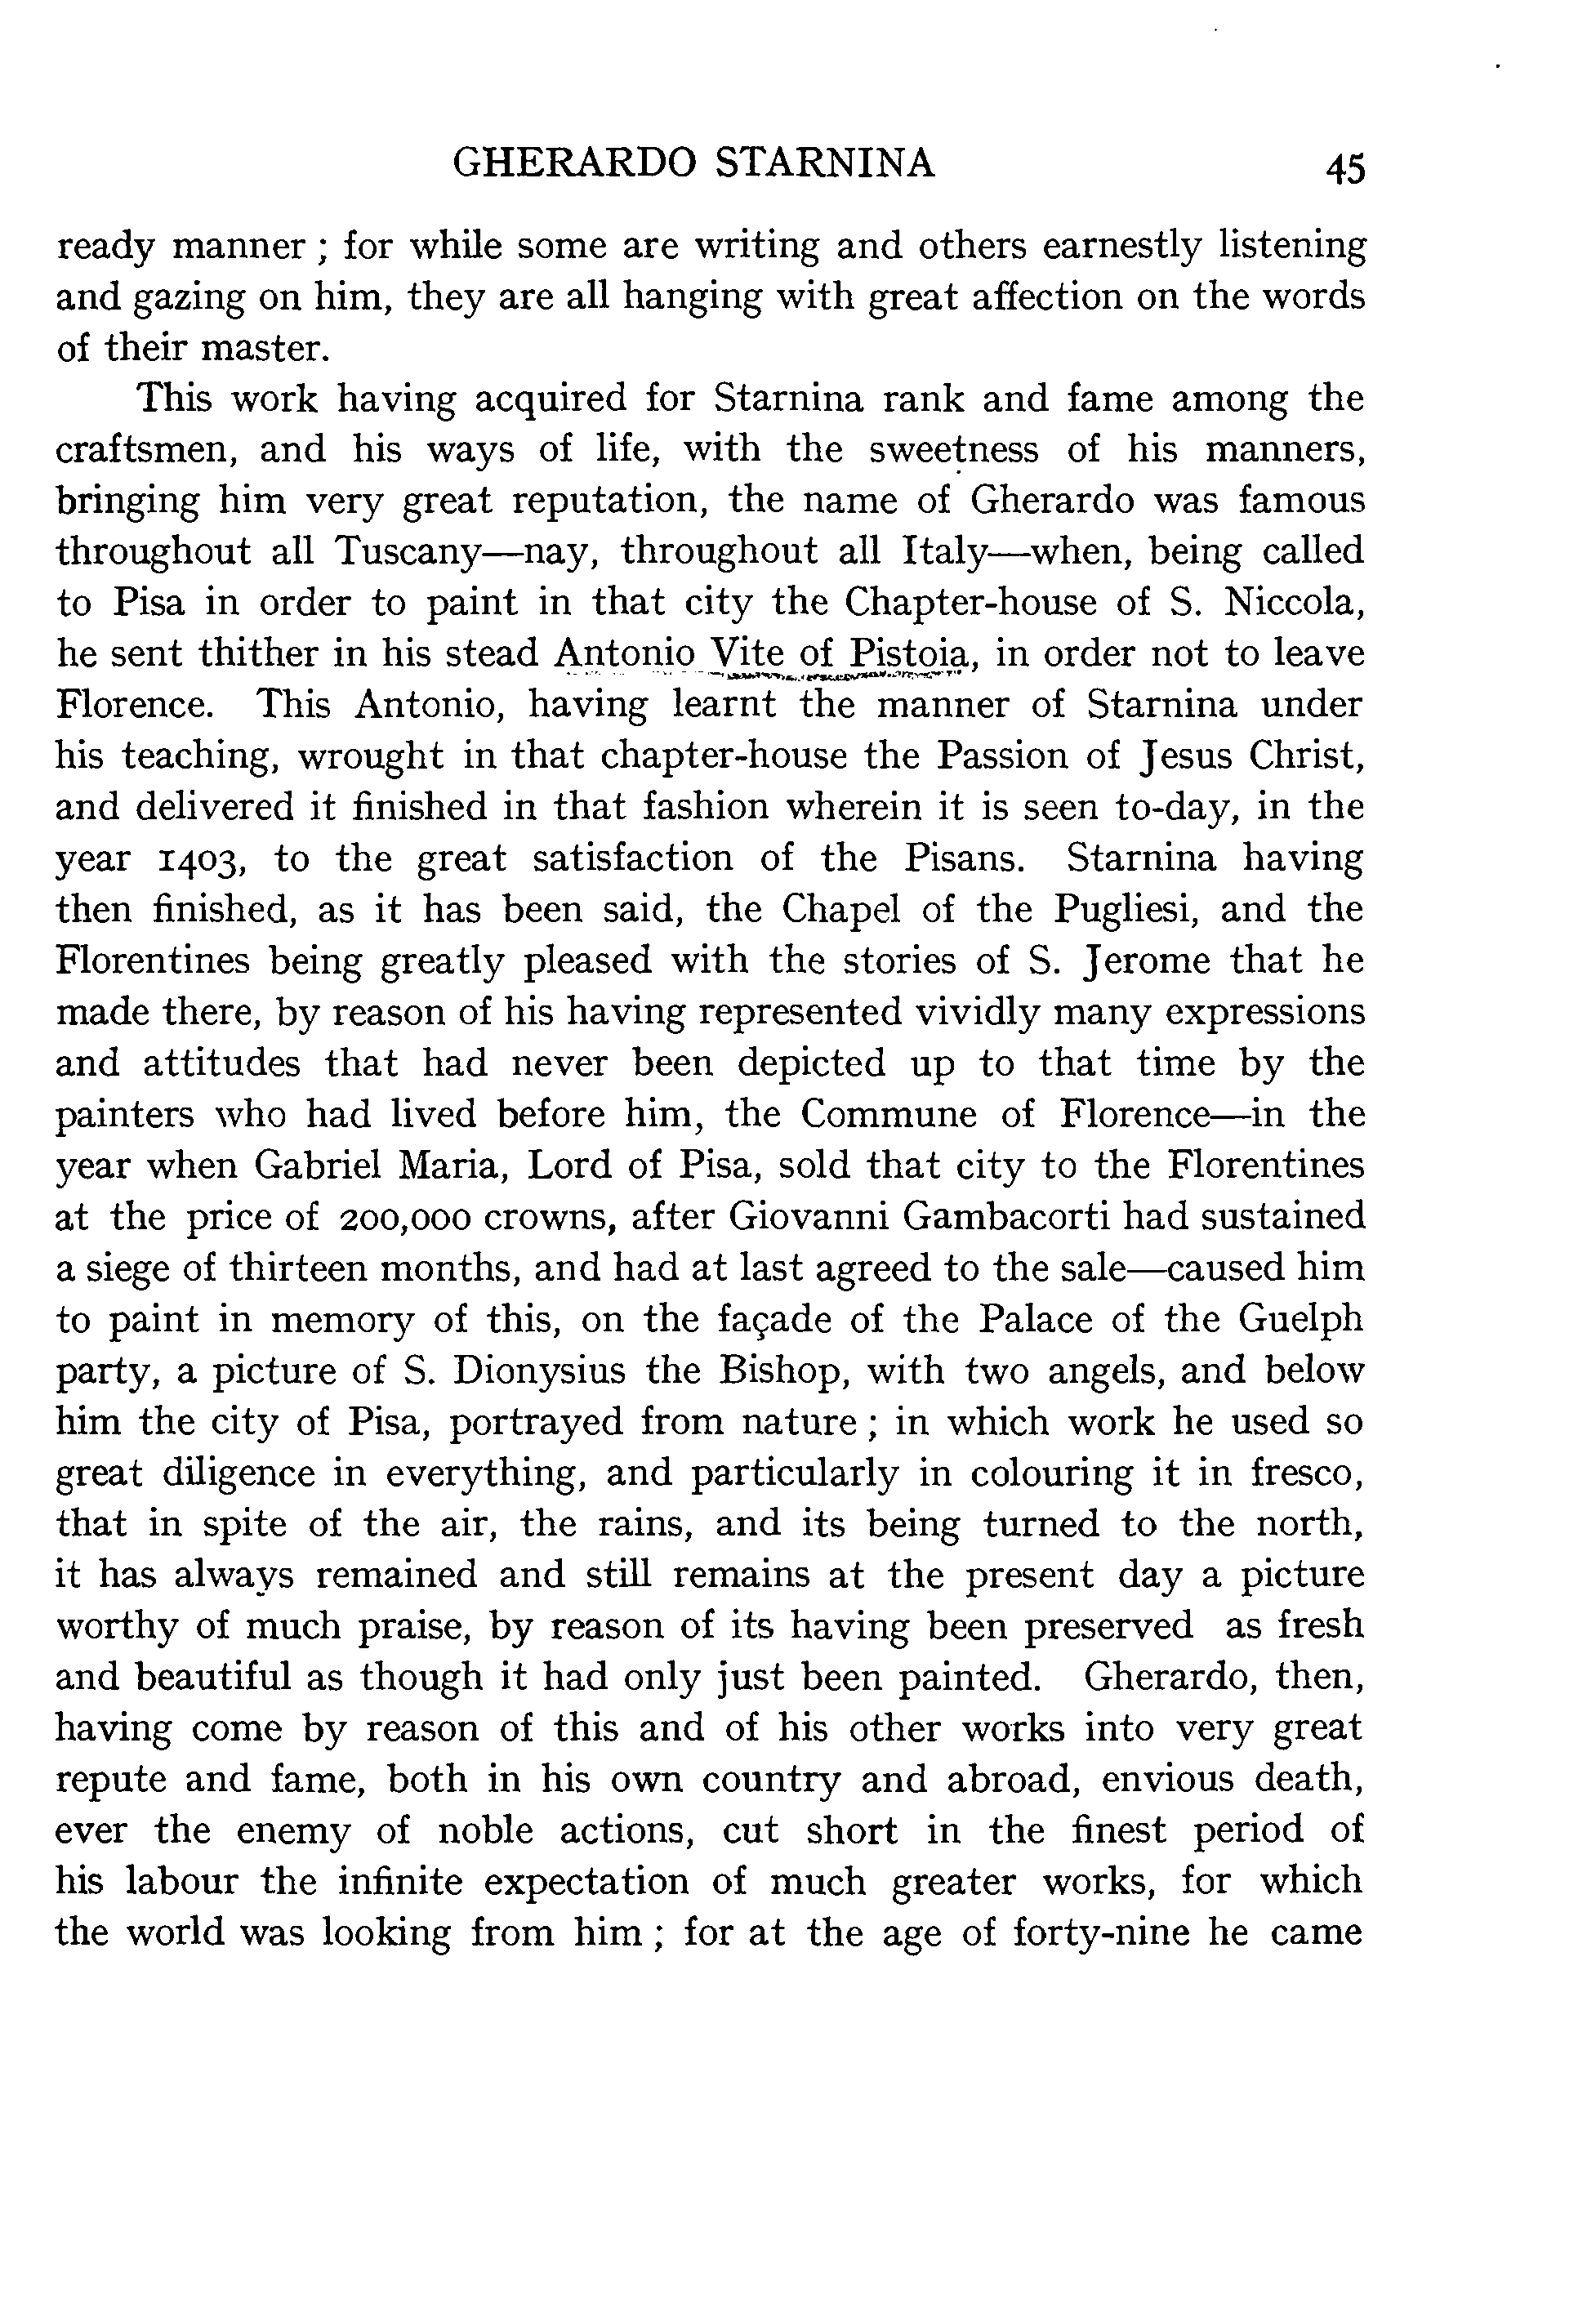 GHERARDO STARNINA 45
ready manner ; for while some are writing and others earnestly listening
and gazing on him, they are all hanging with great affection on the words
of their master.
This work having acquired for Starnina rank and fame among the
craftsmen, and his ways of life, with the sweetness of his manners,
bringing him very great reputation, the name of Gherardo was famous
throughout all Tuscany—nay, throughout all Italy—when, being called
to Pisa in order to paint in that city the Chapter-house of S. Niccola,
he sent thither in his stead Antonio Vite of Pistoia, in order not to leave
Florence. This Antonio, having learnt the manner of Starnina under
his teaching, wrought in that chapter-house the Passion of Jesus Christ,
and delivered it finished in that fashion wherein it is seen to-day, in the
year 1403, to the great satisfaction of the Pisans. Starnina having
then finished, as it has been said, the Chapel of the Pugliesi, and the
Florentines being greatly pleased with the stories of S. Jerome that he
made there, by reason of his having represented vividly many expressions
and attitudes that had never been depicted up to that time by the
painters who had lived before him, the Commune of Florence—in the
year when Gabriel Maria, Lord of Pisa, sold that city to the Florentines
at the price of 200,000 crowns, after Giovanni Gambacorti had sustained
a siege of thirteen months, and had at last agreed to the sale—caused him
to paint in memory of this, on the façade of the Palace of the Guelph
party, a picture of S. Dionysius the Bishop, with two angels, and below
him the city of Pisa, portrayed from nature ; in which work he used so
great diligence in everything, and particularly in colouring it in fresco,
that in spite of the air, the rains, and its being turned to the north,
it has always remained and still remains at the present day a picture
worthy of much praise, by reason of its having been preserved as fresh
and beautiful as though it had only just been painted. Gherardo, then,
having come by reason of this and of his other works into very great
repute and fame, both in his own country and abroad, envious death,
ever the enemy of noble actions, cut short in the finest period of
his labour the infinite expectation of much greater works, for which
the world was looking from him ; for at the age of forty-nine he came